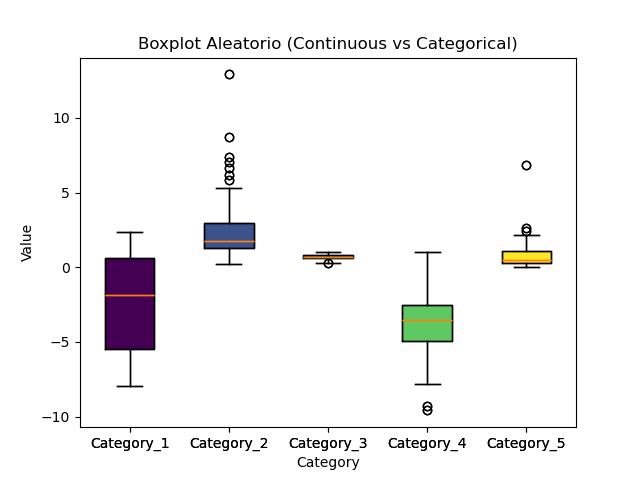 Boxplot Aleatorio (Continuous vs Categorical)
10
5
0
−5
−10
Value
Category_1 Category_2 Category_3 Category_4 Category_5
Category